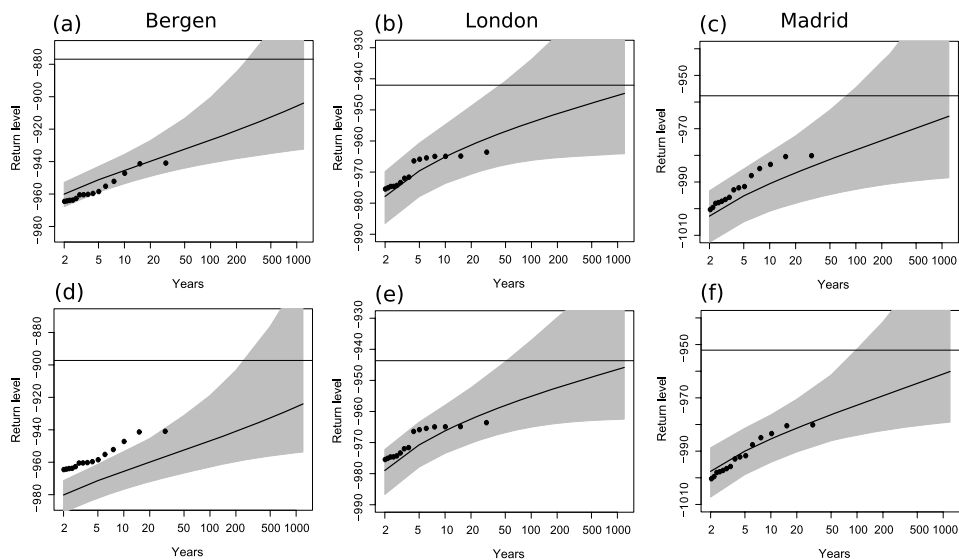 (a) Bergen (b) London (c) Madrid
Return level
−980 −960 −940 −920 −900 −880
2 5 10 20 50 100 200 500 1000
Years
Return level
−990 −980 −970 −960 −950 −940 −930
2 5 10 20 50 100 200 500 1000
Years
Return level
−1010 −990 −970 −950
2 5 10 20 50 100 200 500 1000
Years
(d) (e) (f)
Return level
−980 −960 −940 −920 −900 −880
2 5 10 20 50 100 200 500 1000
Years
Return level
−990 −980 −970 −960 −950 −940 −930
2 5 10 20 50 100 200 500 1000
Years
Return level
−1010 −990 −970 −950
2 5 10 20 50 100 200 500 1000
Years